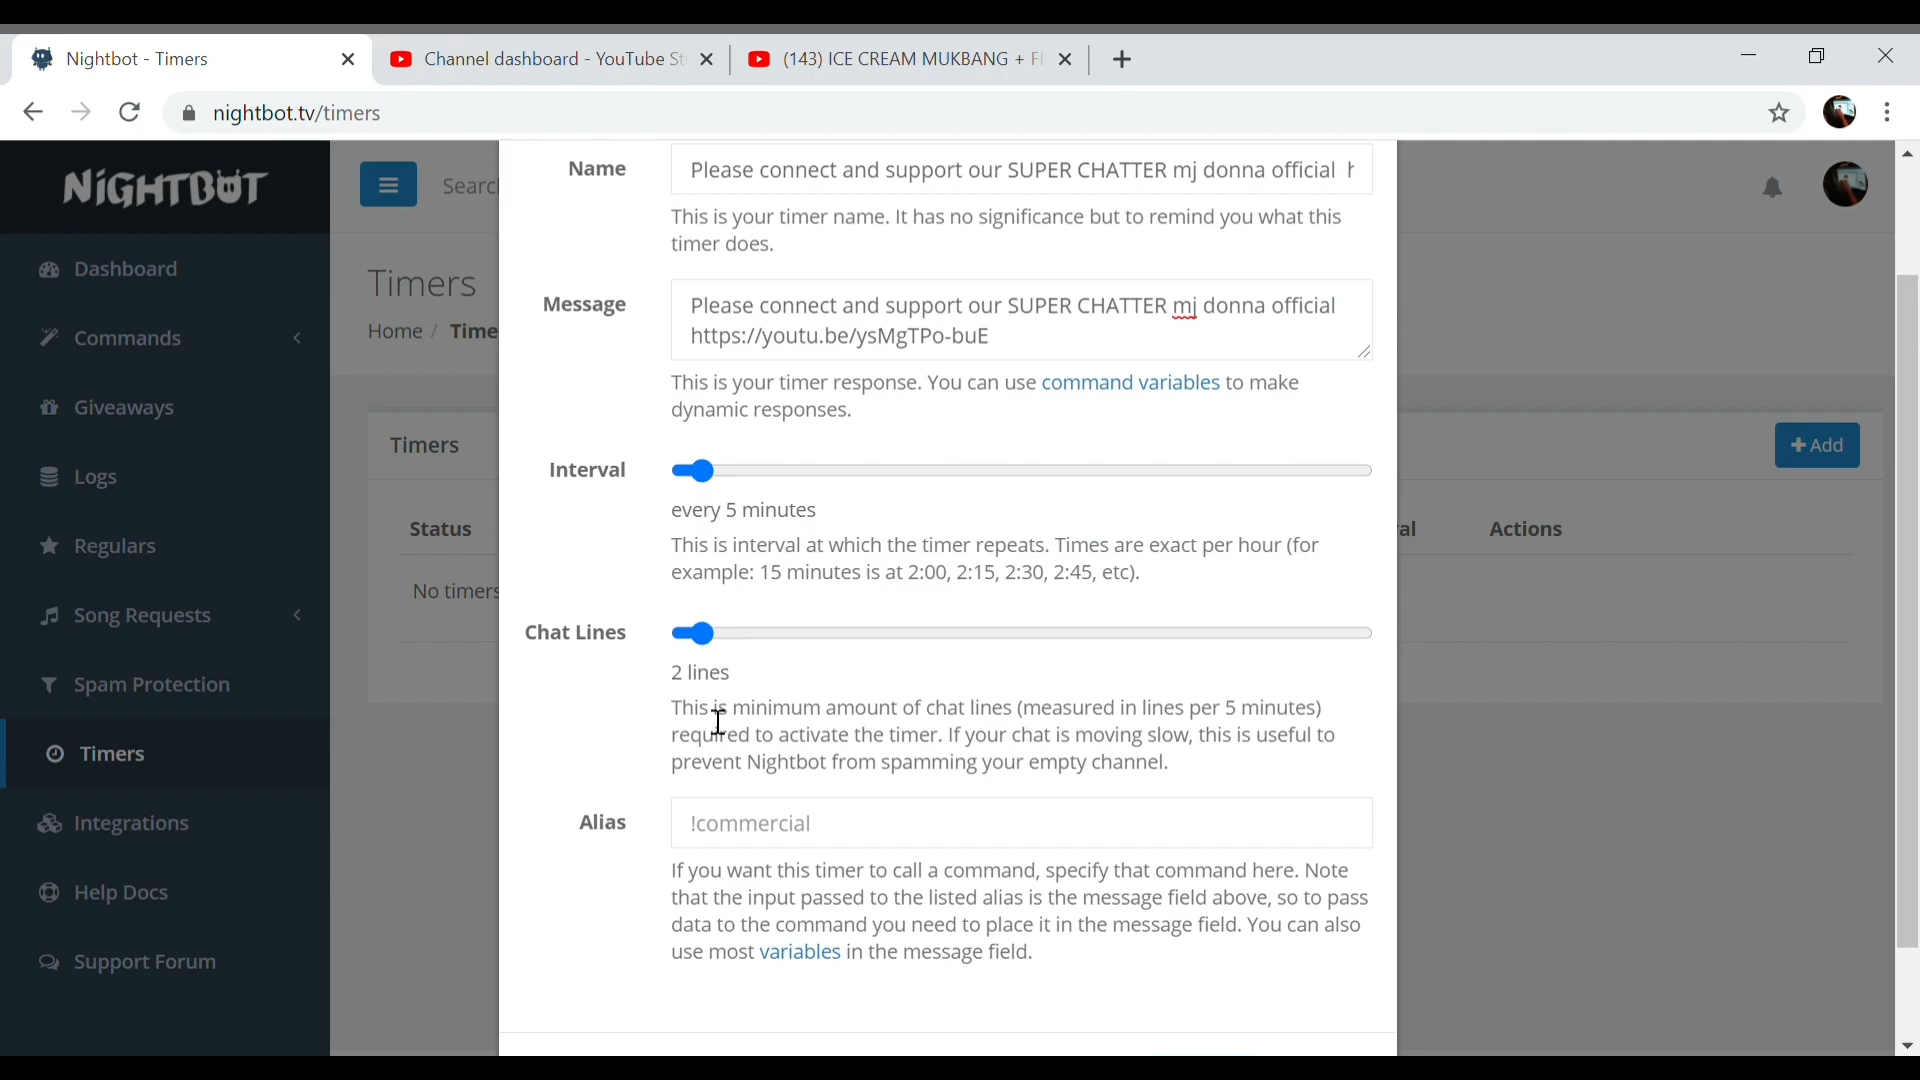 Nightbot - Timers
Channel dashboard - YouTube St
(143) ICE CREAM MUKBANG + Fl
nightbot.tv/timers
NiGHTBOT
Searc
Dashboard
Commands
Giveaways
Logs
Regulars
Song Requests
Spam Protection
Timers
Integrations
Help Docs
Support Forum
Timers
Home / Time
Timers
+ Add
Status
al
Actions
No timers
Name
Please connect and support our SUPER CHATTER mj donna official
This is your timer name. It has no significance but to remind you what this
timer does.
Message
Please connect and support our SUPER CHATTER mj donna official
https://youtu.be/ysMgTPo-buE
This is your timer response. You can use command variables to make
dynamic responses.
Interval
every 5 minutes
This is interval at which the timer repeats. Times are exact per hour (for
example: 15 minutes is at 2:00, 2:15, 2:30, 2:45, etc).
Chat Lines
2 lines
This is minimum amount of chat lines (measured in lines per 5 minutes)
required to activate the timer. If your chat is moving slow, this is useful to
prevent Nightbot from spamming your empty channel.
Alias
!commercial
If you want this timer to call a command, specify that command here. Note
that the input passed to the listed alias is the message field above, so to pass
data to the command you need to place it in the message field. You can also
use most variables in the message field.